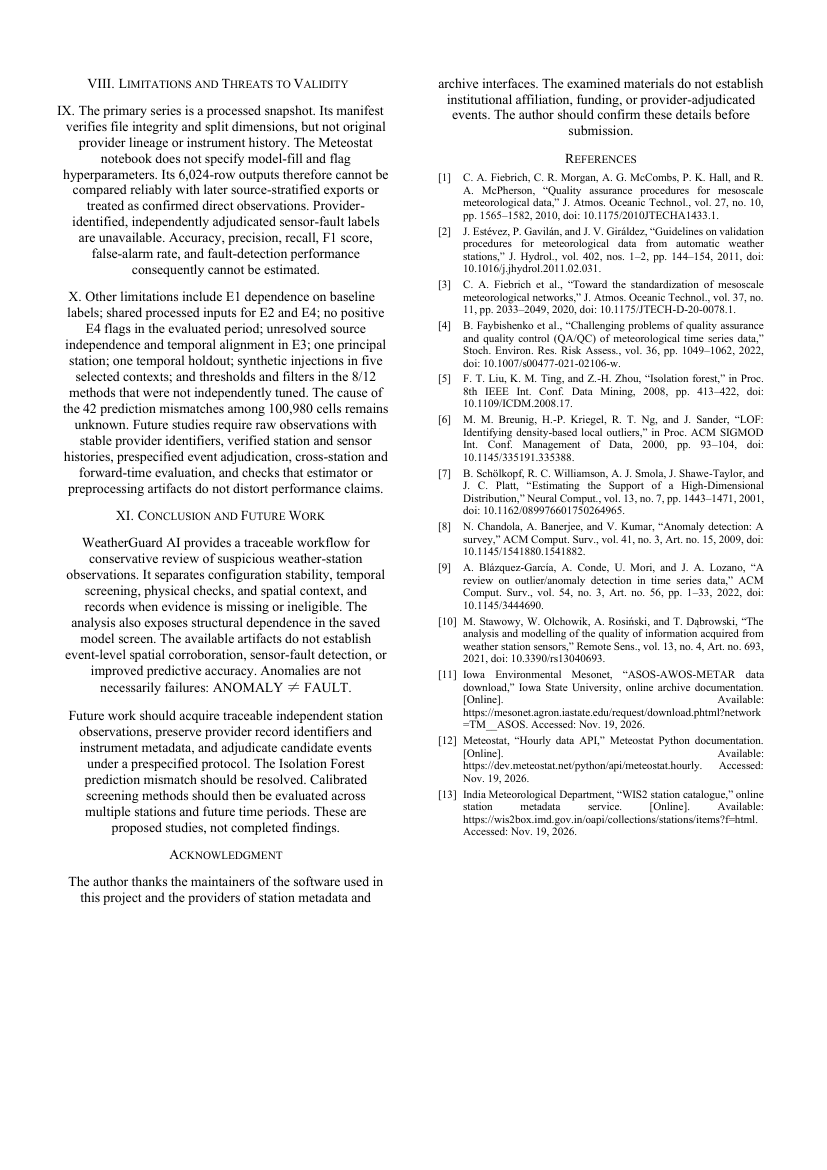 VIII. LIMITATIONS AND THREATS TO VALIDITY
IX. The primary series is a processed snapshot. Its manifest
verifies file integrity and split dimensions, but not original
provider lineage or instrument history. The Meteostat
notebook does not specify model-fill and flag
hyperparameters. Its 6,024-row outputs therefore cannot be
compared reliably with later source-stratified exports or
treated as confirmed direct observations. Provider-
identified, independently adjudicated sensor-fault labels
are unavailable. Accuracy, precision, recall, F1 score,
false-alarm rate, and fault-detection performance
consequently cannot be estimated.
X. Other limitations include E1 dependence on baseline
labels; shared processed inputs for E2 and E4; no positive
E4 flags in the evaluated period; unresolved source
independence and temporal alignment in E3; one principal
station; one temporal holdout; synthetic injections in five
selected contexts; and thresholds and filters in the 8/12
methods that were not independently tuned. The cause of
the 42 prediction mismatches among 100,980 cells remains
unknown. Future studies require raw observations with
stable provider identifiers, verified station and sensor
histories, prespecified event adjudication, cross-station and
forward-time evaluation, and checks that estimator or
preprocessing artifacts do not distort performance claims.
XI. CONCLUSION AND FUTURE WORK
WeatherGuard AI provides a traceable workflow for
conservative review of suspicious weather-station
observations. It separates configuration stability, temporal
screening, physical checks, and spatial context, and
records when evidence is missing or ineligible. The
analysis also exposes structural dependence in the saved
model screen. The available artifacts do not establish
event-level spatial corroboration, sensor-fault detection, or
improved predictive accuracy. Anomalies are not
necessarily failures: ANOMALY ≠ FAULT.
Future work should acquire traceable independent station
observations, preserve provider record identifiers and
instrument metadata, and adjudicate candidate events
under a prespecified protocol. The Isolation Forest
prediction mismatch should be resolved. Calibrated
screening methods should then be evaluated across
multiple stations and future time periods. These are
proposed studies, not completed findings.
ACKNOWLEDGMENT
The author thanks the maintainers of the software used in
this project and the providers of station metadata and
archive interfaces. The examined materials do not establish
institutional affiliation, funding, or provider-adjudicated
events. The author should confirm these details before
submission.
REFERENCES
[1] C. A. Fiebrich, C. R. Morgan, A. G. McCombs, P. K. Hall, and R.
A. McPherson, “Quality assurance procedures for mesoscale
meteorological data,” J. Atmos. Oceanic Technol., vol. 27, no. 10,
pp. 1565–1582, 2010, doi: 10.1175/2010JTECHA1433.1.
[2] J. Estévez, P. Gavilán, and J. V. Giráldez, “Guidelines on validation
procedures for meteorological data from automatic weather
stations,” J. Hydrol., vol. 402, nos. 1–2, pp. 144–154, 2011, doi:
10.1016/j.jhydrol.2011.02.031.
[3] C. A. Fiebrich et al., “Toward the standardization of mesoscale
meteorological networks,” J. Atmos. Oceanic Technol., vol. 37, no.
11, pp. 2033–2049, 2020, doi: 10.1175/JTECH-D-20-0078.1.
[4] B. Faybishenko et al., “Challenging problems of quality assurance
and quality control (QA/QC) of meteorological time series data,”
Stoch. Environ. Res. Risk Assess., vol. 36, pp. 1049–1062, 2022,
doi: 10.1007/s00477-021-02106-w.
[5] F. T. Liu, K. M. Ting, and Z.-H. Zhou, “Isolation forest,” in Proc.
8th IEEE Int. Conf. Data Mining, 2008, pp. 413–422, doi:
10.1109/ICDM.2008.17.
[6] M. M. Breunig, H.-P. Kriegel, R. T. Ng, and J. Sander, “LOF:
Identifying density-based local outliers,” in Proc. ACM SIGMOD
Int. Conf. Management of Data, 2000, pp. 93–104, doi:
10.1145/335191.335388.
[7] B. Schölkopf, R. C. Williamson, A. J. Smola, J. Shawe-Taylor, and
J. C. Platt, “Estimating the Support of a High-Dimensional
Distribution,” Neural Comput., vol. 13, no. 7, pp. 1443–1471, 2001,
doi: 10.1162/089976601750264965.
[8] N. Chandola, A. Banerjee, and V. Kumar, “Anomaly detection: A
survey,” ACM Comput. Surv., vol. 41, no. 3, Art. no. 15, 2009, doi:
10.1145/1541880.1541882.
[9] A. Blázquez-García, A. Conde, U. Mori, and J. A. Lozano, “A
review on outlier/anomaly detection in time series data,” ACM
Comput. Surv., vol. 54, no. 3, Art. no. 56, pp. 1–33, 2022, doi:
10.1145/3444690.
[10] M. Stawowy, W. Olchowik, A. Rosiński, and T. Dąbrowski, “The
analysis and modelling of the quality of information acquired from
weather station sensors,” Remote Sens., vol. 13, no. 4, Art. no. 693,
2021, doi: 10.3390/rs13040693.
[11] Iowa Environmental Mesonet, “ASOS-AWOS-METAR data
download,” Iowa State University, online archive documentation.
[Online]. Available:
https://mesonet.agron.iastate.edu/request/download.phtml?network
=TM__ASOS. Accessed: Nov. 19, 2026.
[12] Meteostat, “Hourly data API,” Meteostat Python documentation.
[Online]. Available:
https://dev.meteostat.net/python/api/meteostat.hourly. Accessed:
Nov. 19, 2026.
[13] India Meteorological Department, “WIS2 station catalogue,” online
station metadata service. [Online]. Available:
https://wis2box.imd.gov.in/oapi/collections/stations/items?f=html.
Accessed: Nov. 19, 2026.